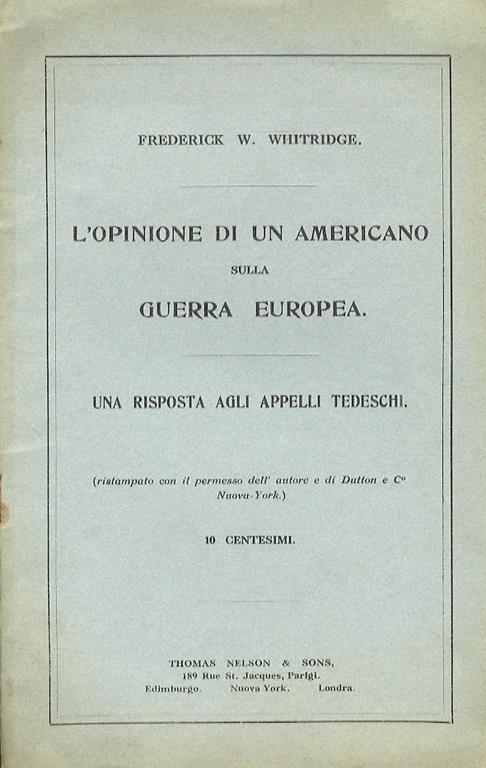 FREDERICK W. WHITRIDGE.
L'OPINIONE DI UN AMERICANO
SULLA
GUERRA EUROPEA.
UNA RISPOSTA AGLI APPELLI TEDESCHI.
(ristampato con il permesso dell' autore e di Dutton e Co
Nuova-York.)
10 CENTESIMI.
THOMAS NELSON & SONS,
189 Rue St. Jacques, Parigi.
Edimburgo. Nuova York. Londra.